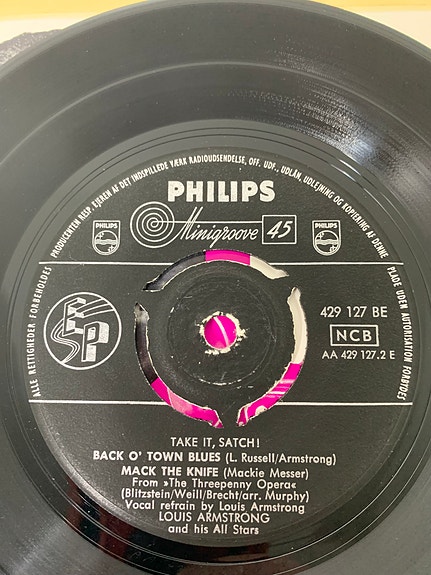 PRODUCENTEN RESP. EJEREN AF DET INDSPILLEDE VÆRK RADIOUDSENDELSE, OFF. UDF., UDLÅN, UDLEJNING OG KOPIERING AF DENNE
PHILIPS
Minigroove 45
PHILIPS
PHILIPS
ALLE RETTIGHEDER FORBEHOLDES
PLADE UDEN AUTORISATION FORBYDES
EP
429 127 BE
NCB
AA 429 127.2 E
TAKE IT, SATCH!
BACK O' TOWN BLUES (L. Russell/Armstrong)
MACK THE KNIFE (Mackie Messer)
From »The Threepenny Opera«
(Blitzstein/Weill/Brecht/arr. Murphy)
Vocal refrain by Louis Armstrong
LOUIS ARMSTRONG
and his All Stars